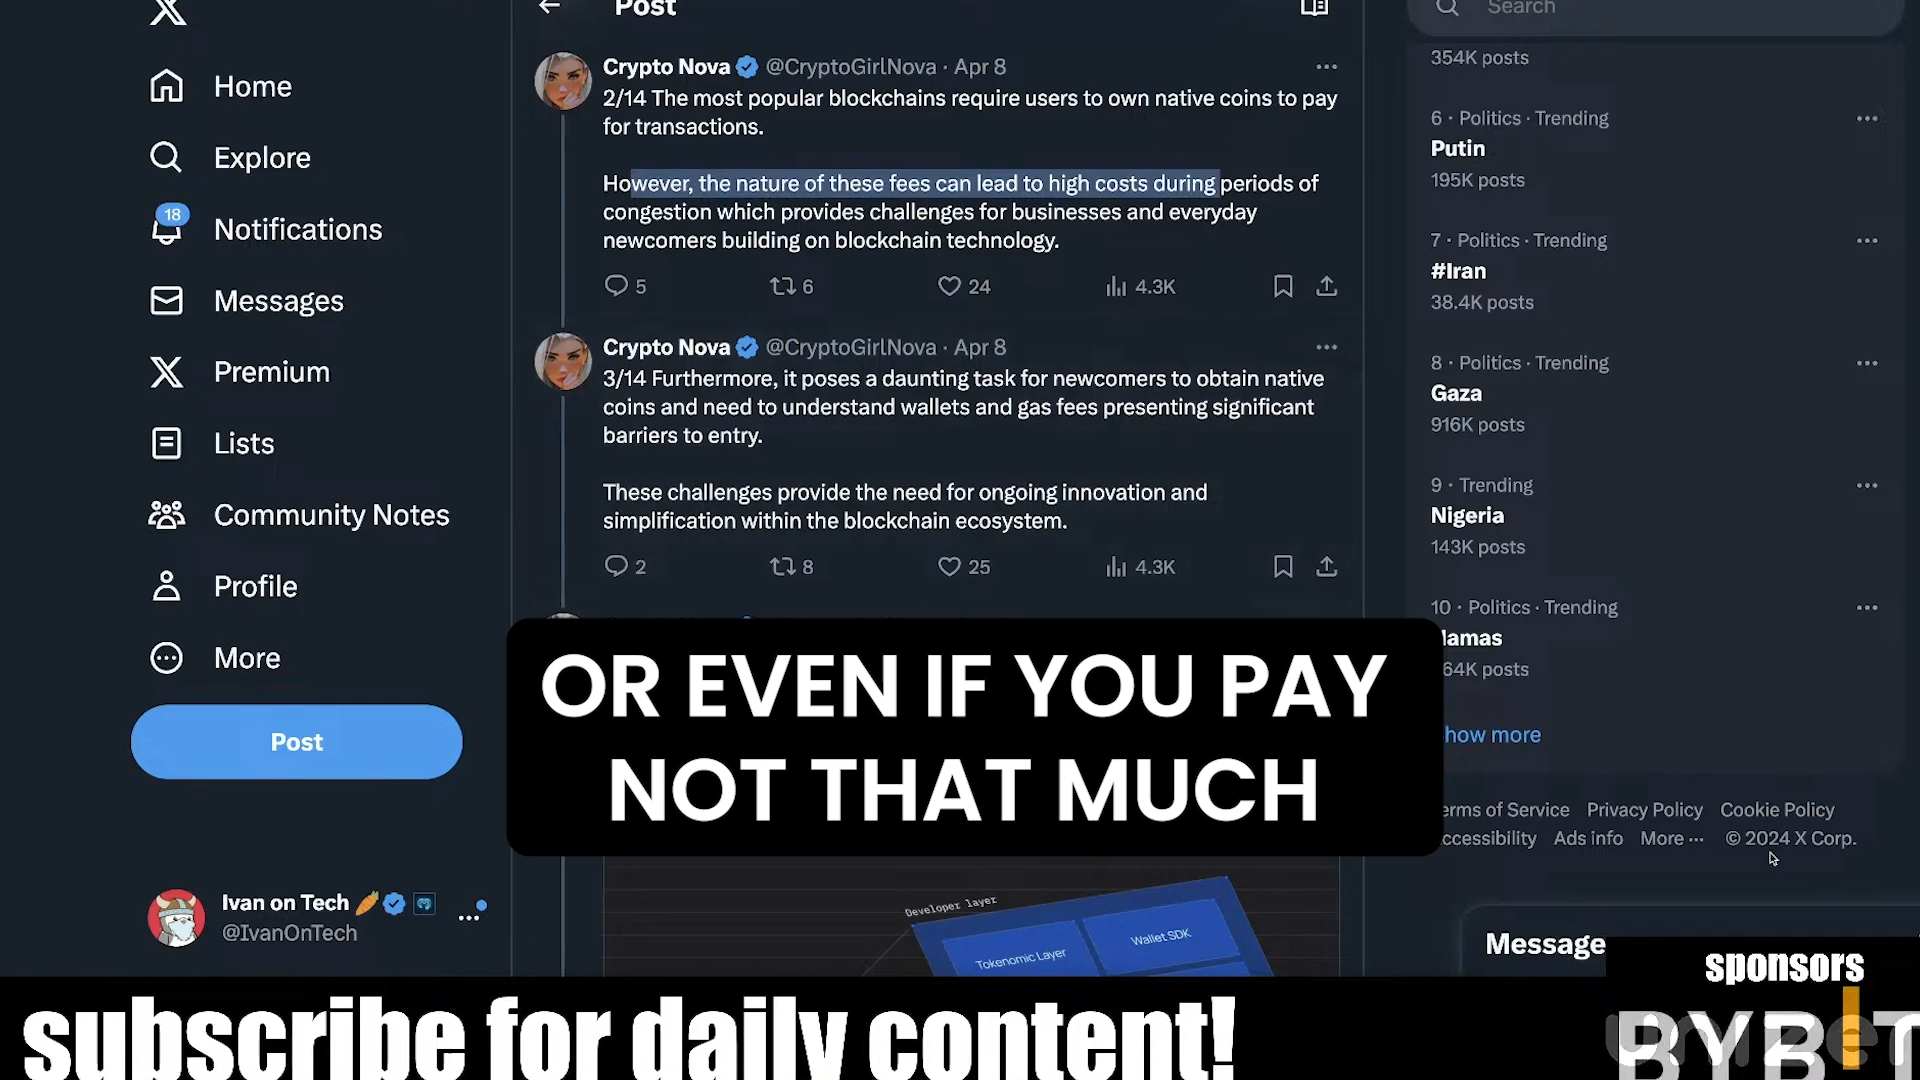 Home
Explore
18
Notifications
Messages
Premium
Lists
Community Notes
Profile
More
Post
Ivan on Tech
@IvanOnTech
Post
Crypto Nova @CryptoGirlNova · Apr 8
2/14 The most popular blockchains require users to own native coins to pay
for transactions.
However, the nature of these fees can lead to high costs during periods of
congestion which provides challenges for businesses and everyday
newcomers building on blockchain technology.
5 6 24 4.3K
Crypto Nova @CryptoGirlNova · Apr 8
3/14 Furthermore, it poses a daunting task for newcomers to obtain native
coins and need to understand wallets and gas fees presenting significant
barriers to entry.
These challenges provide the need for ongoing innovation and
simplification within the blockchain ecosystem.
2 8 25 4.3K
OR EVEN IF YOU PAY
NOT THAT MUCH
Developer layer
Tokenomic Layer
Wallet SDK
Search
354K posts
6 · Politics · Trending
Putin
195K posts
7 · Politics · Trending
#Iran
38.4K posts
8 · Politics · Trending
Gaza
916K posts
9 · Trending
Nigeria
143K posts
10 · Politics · Trending
lamas
64K posts
how more
erms of Service Privacy Policy Cookie Policy
ccessibility Ads info More ··· © 2024 X Corp.
Message
sponsors
BYBIT
subscribe for daily content!